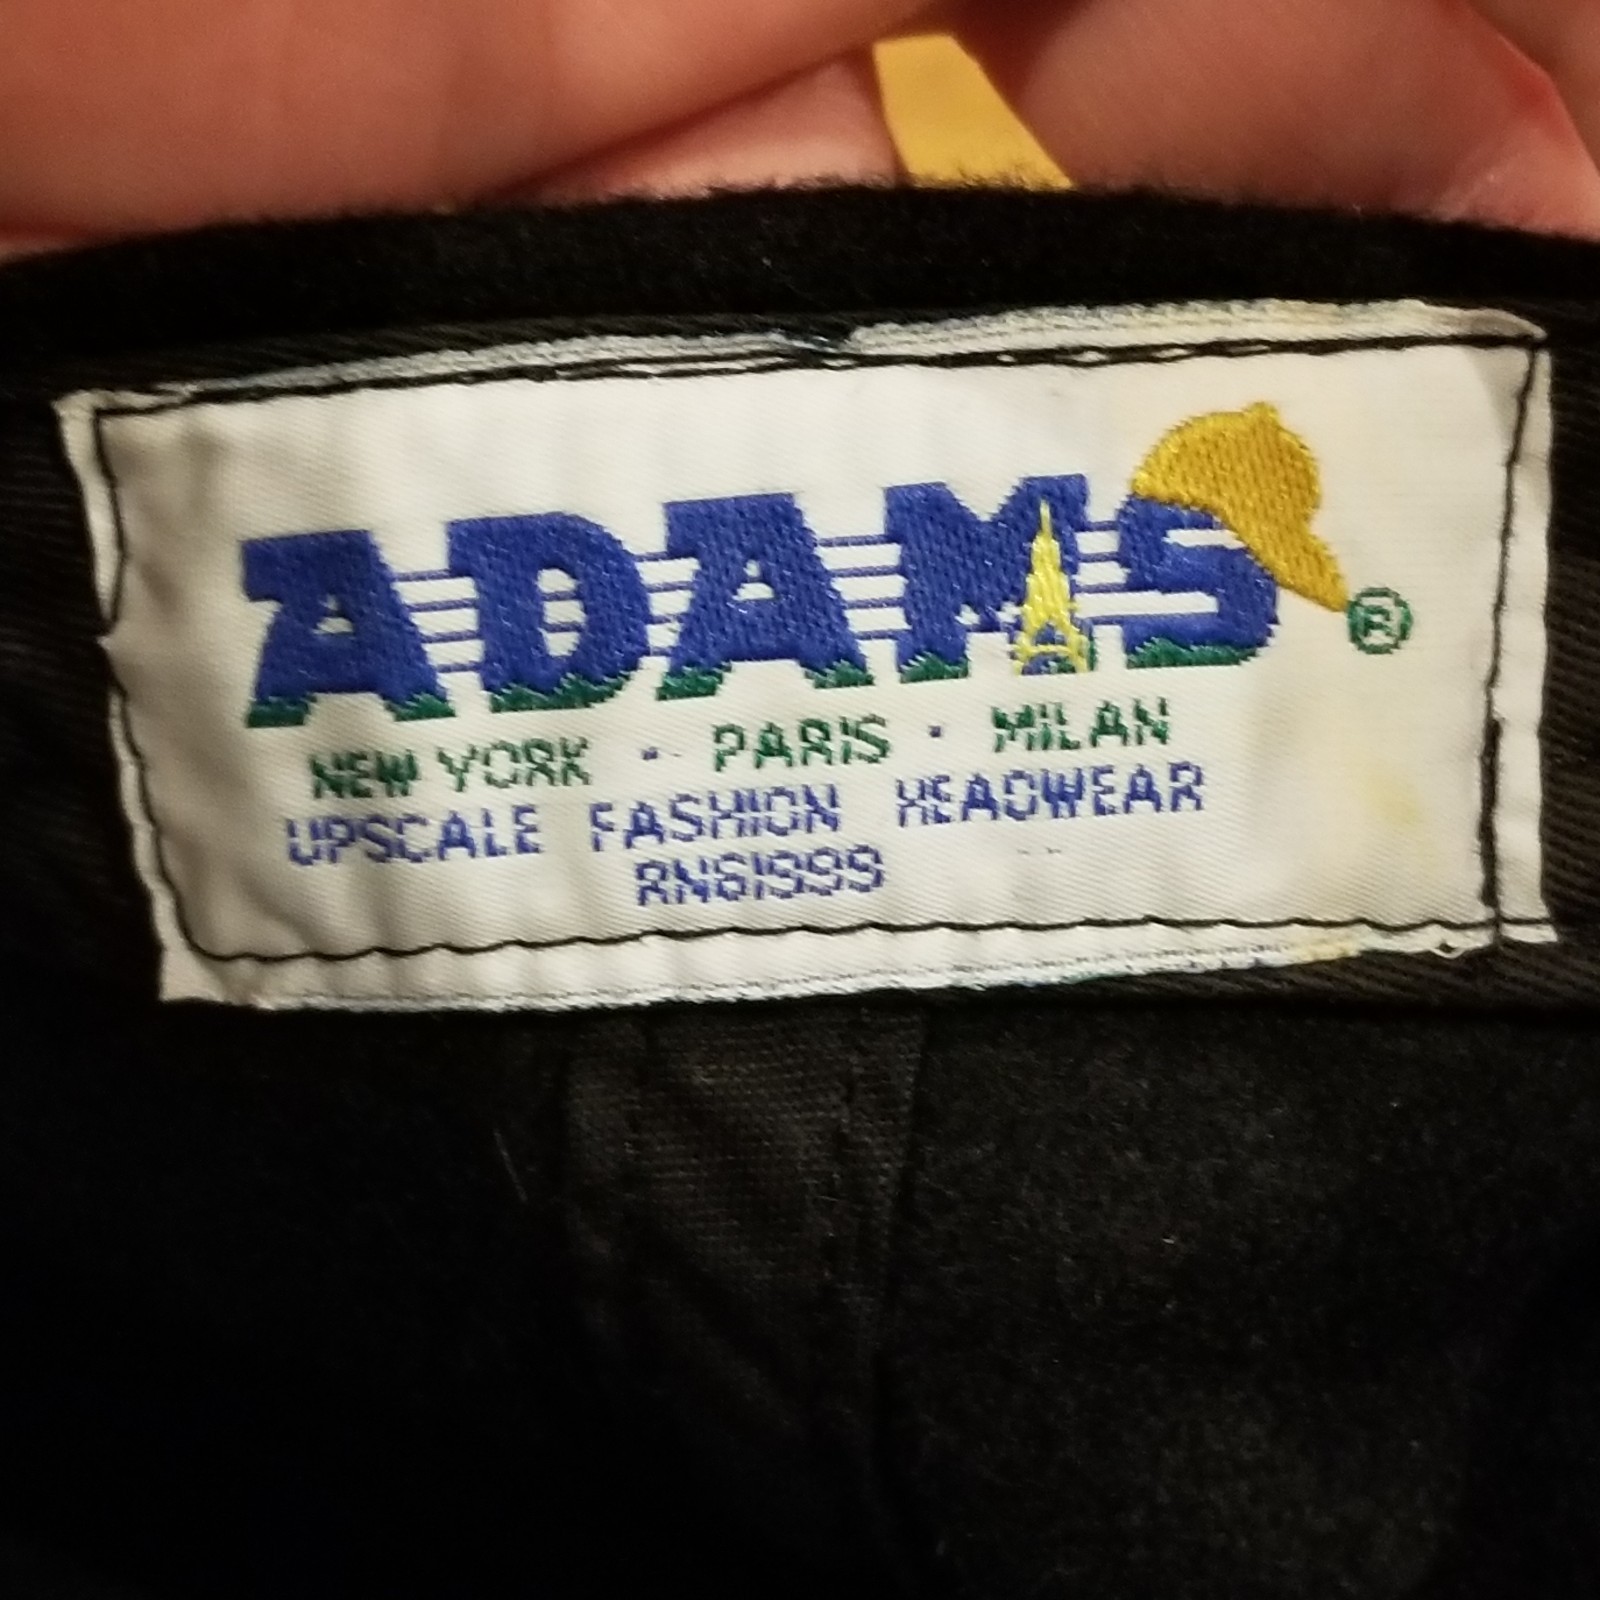 ADAMS ®
NEW YORK · PARIS · MILAN
UPSCALE FASHION HEADWEAR
RN61999